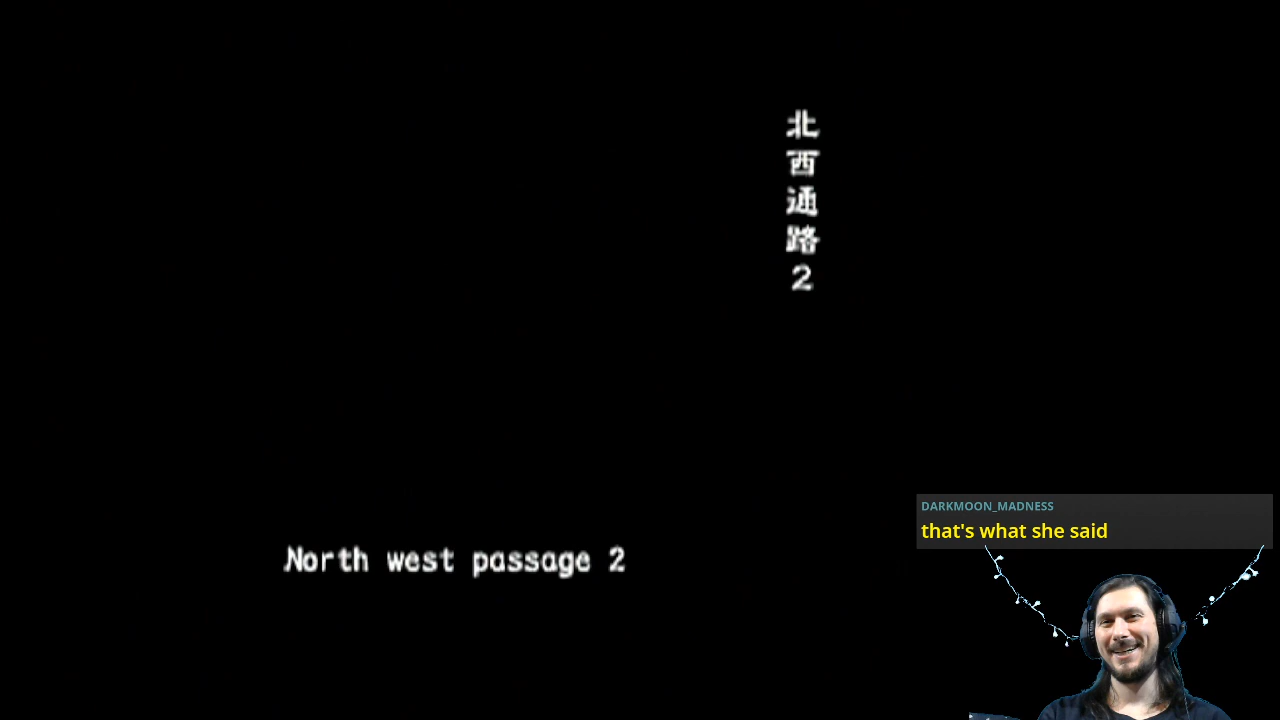 北西通路2
North west passage 2
DARKMOON_MADNESS
that's what she said